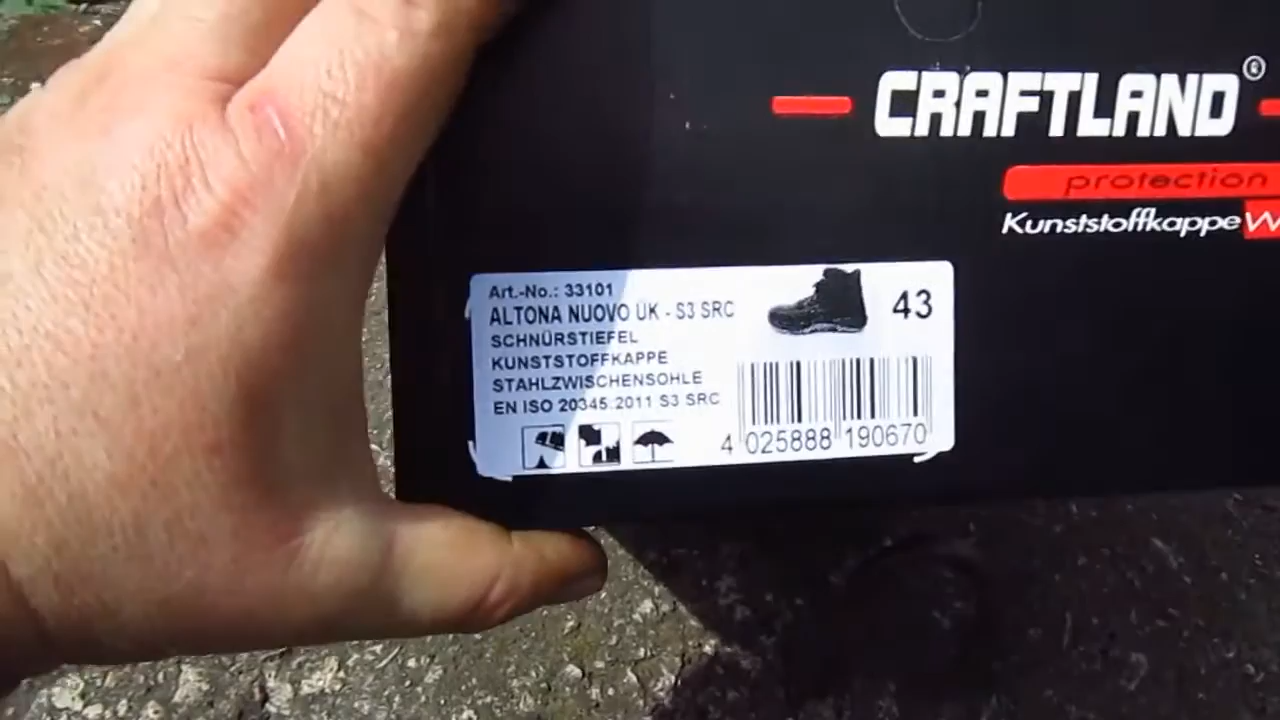 CRAFTLAND®
protection
Kunststoffkappe
Art.-No.: 33101
ALTONA NUOVO ÜK - S3 SRC
43
SCHNÜRSTIEFEL
KUNSTSTOFFKAPPE
STAHLZWISCHENSOHLE
EN ISO 20345:2011 S3 SRC
4 025888 190670